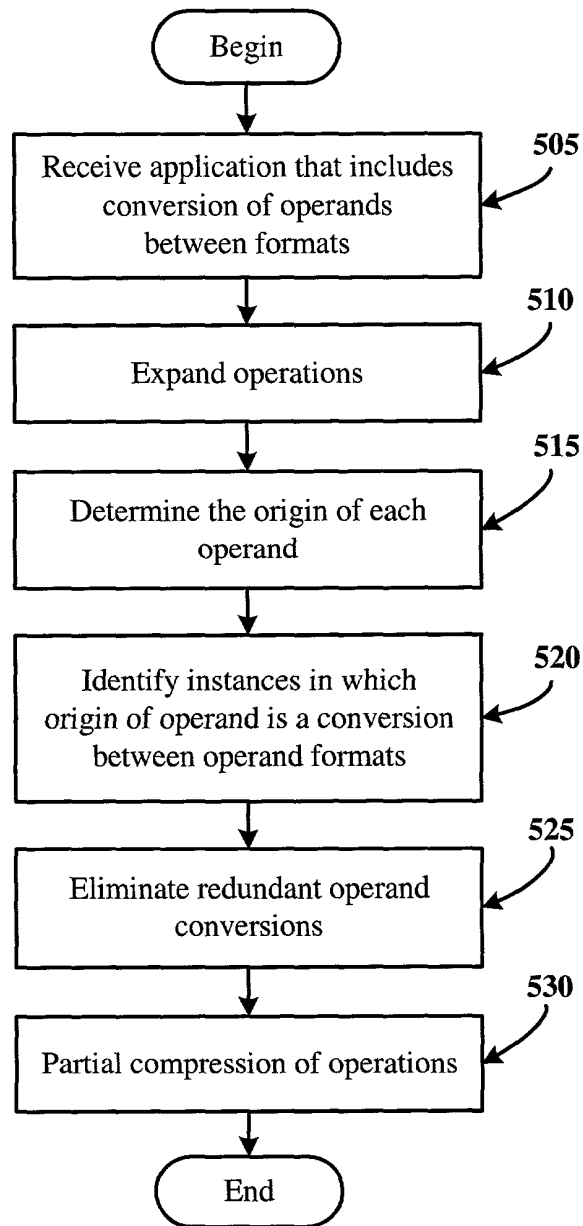 Begin
505
Receive application that includes
conversion of operands
between formats
510
Expand operations
515
Determine the origin of each
operand
520
Identify instances in which
origin of operand is a conversion
between operand formats
525
Eliminate redundant operand
conversions
530
Partial compression of operations
End